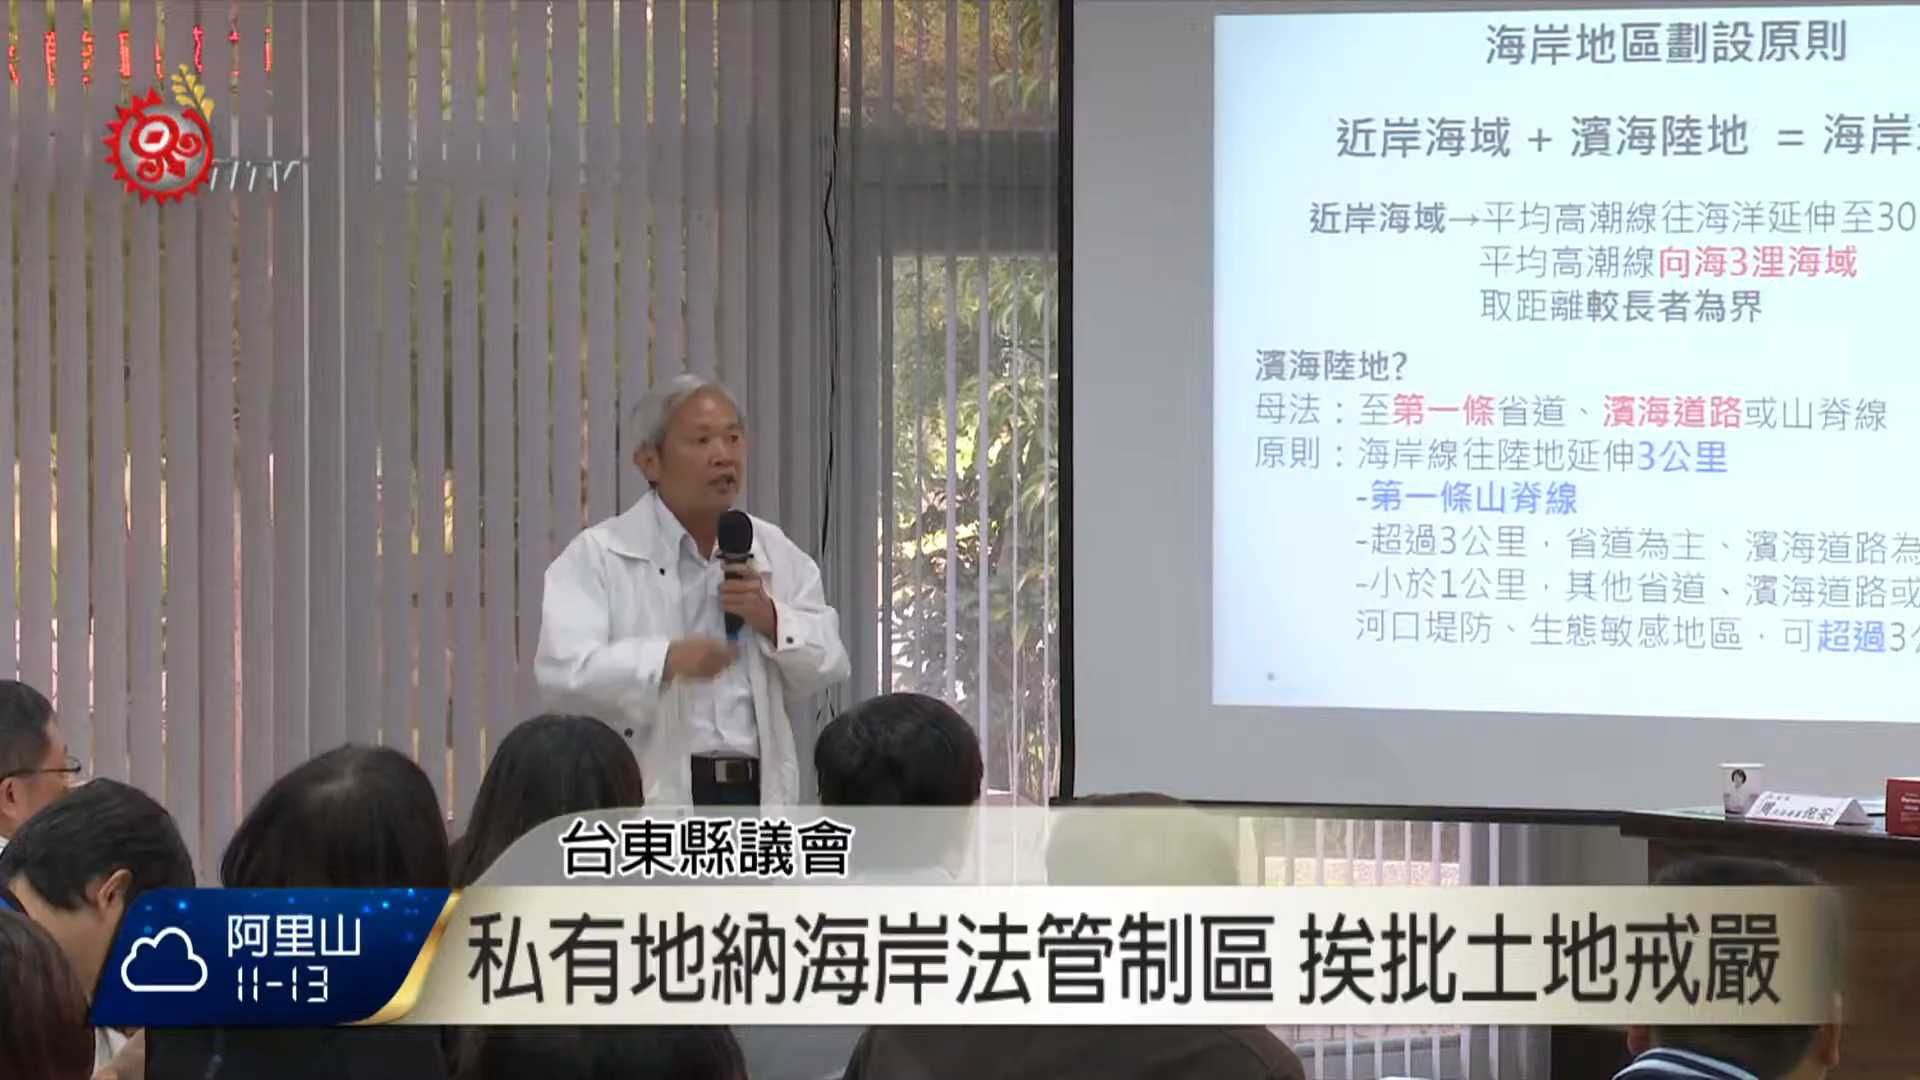 TITV
海岸地區劃設原則
近岸海域 + 濱海陸地 = 海岸
近岸海域→平均高潮線往海洋延伸至30
平均高潮線向海3浬海域
取距離較長者為界
濱海陸地?
母法：至第一條省道、濱海道路或山脊線
原則：海岸線往陸地延伸3公里
-第一條山脊線
-超過3公里，省道為主、濱海道路為
-小於1公里，其他省道、濱海道路或
河口堤防、生態敏感地區，可超過3
台東縣議會
阿里山
11-13
私有地納海岸法管制區 挨批土地戒嚴